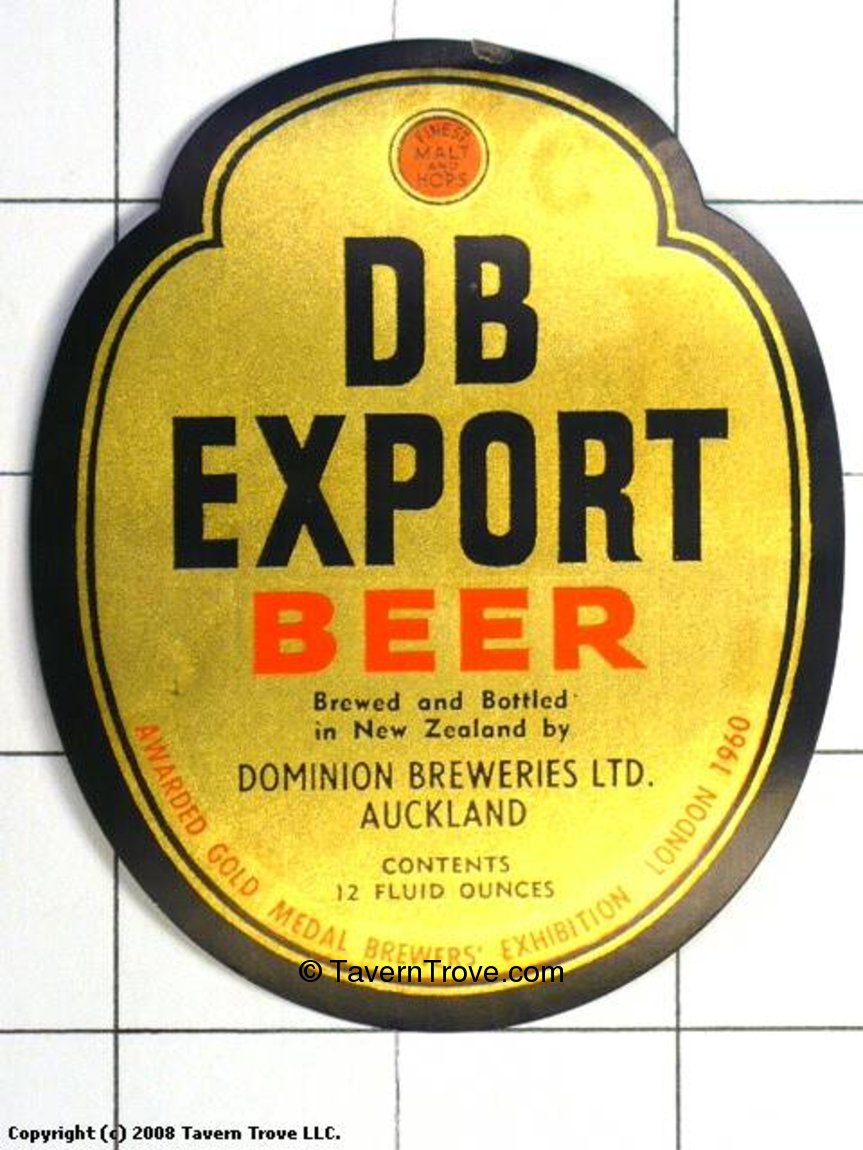 FINEST
MALT
AND
HOPS
DB
EXPORT
BEER
Brewed and Bottled
in New Zealand by
DOMINION BREWERIES LTD.
AUCKLAND
CONTENTS
12 FLUID OUNCES
AWARDED GOLD MEDAL BREWERS' EXHIBITION LONDON 1960
© TavernTrove.com
Copyright (c) 2008 Tavern Trove LLC.